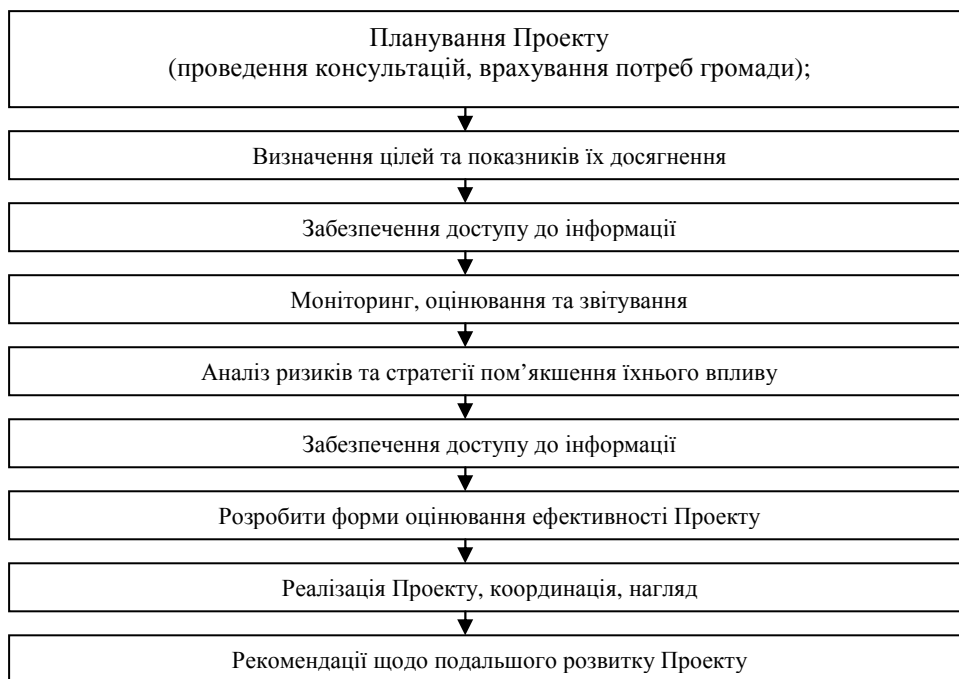 Планування Проекту
(проведення консультацій, врахування потреб громади);
Визначення цілей та показників їх досягнення
Забезпечення доступу до інформації
Моніторинг, оцінювання та звітування
Аналіз ризиків та стратегії пом’якшення їхнього впливу
Забезпечення доступу до інформації
Розробити форми оцінювання ефективності Проекту
Реалізація Проекту, координація, нагляд
Рекомендації щодо подальшого розвитку Проекту